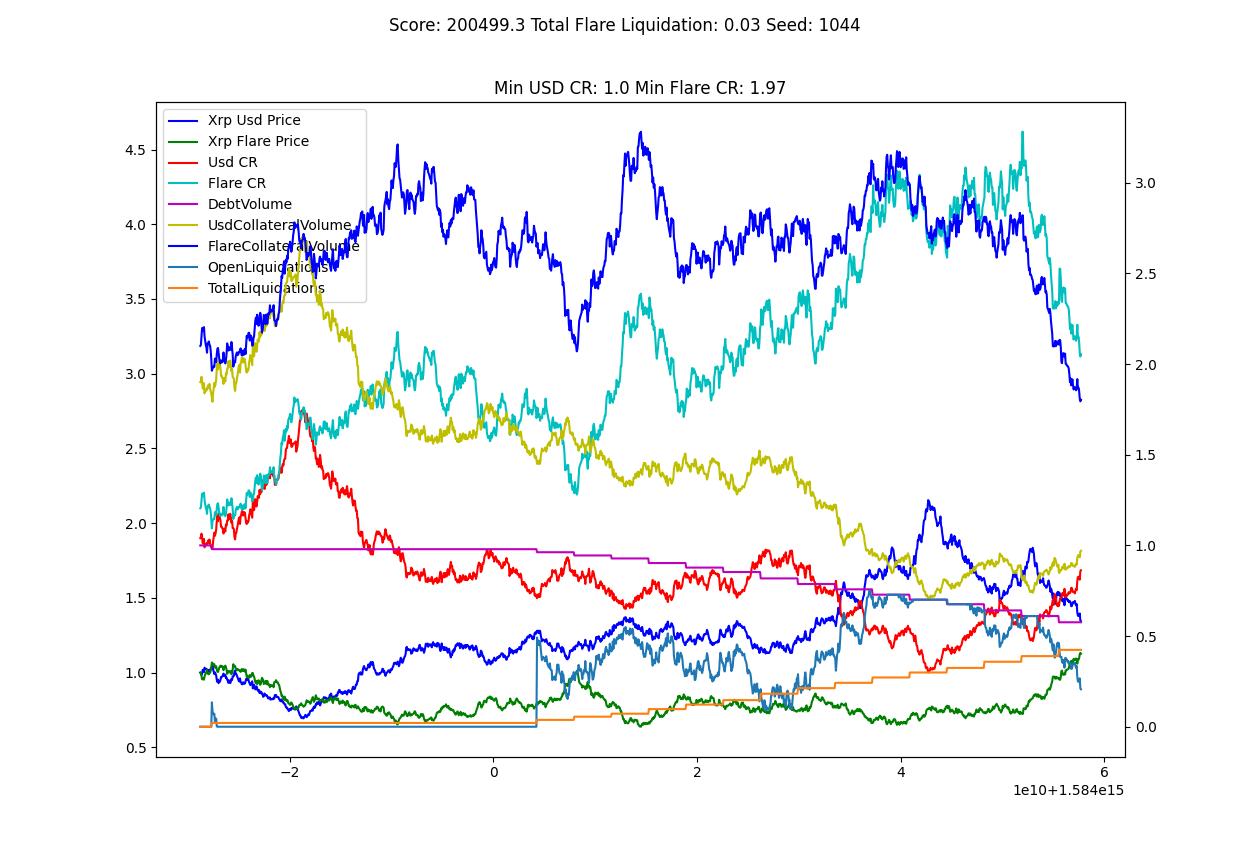 Score: 200499.3 Total Flare Liquidation: 0.03 Seed: 1044
Min USD CR: 1.0 Min Flare CR: 1.97
Xrp Usd Price
Xrp Flare Price
Usd CR
Flare CR
DebtVolume
UsdCollateralVolume
FlareCollateralVolume
OpenLiquidations
TotalLiquidations
4.5
4.0
3.5
3.0
2.5
2.0
1.5
1.0
0.5
3.0
2.5
2.0
1.5
1.0
0.5
0.0
−2
0
2
4
6
1e10+1.584e15